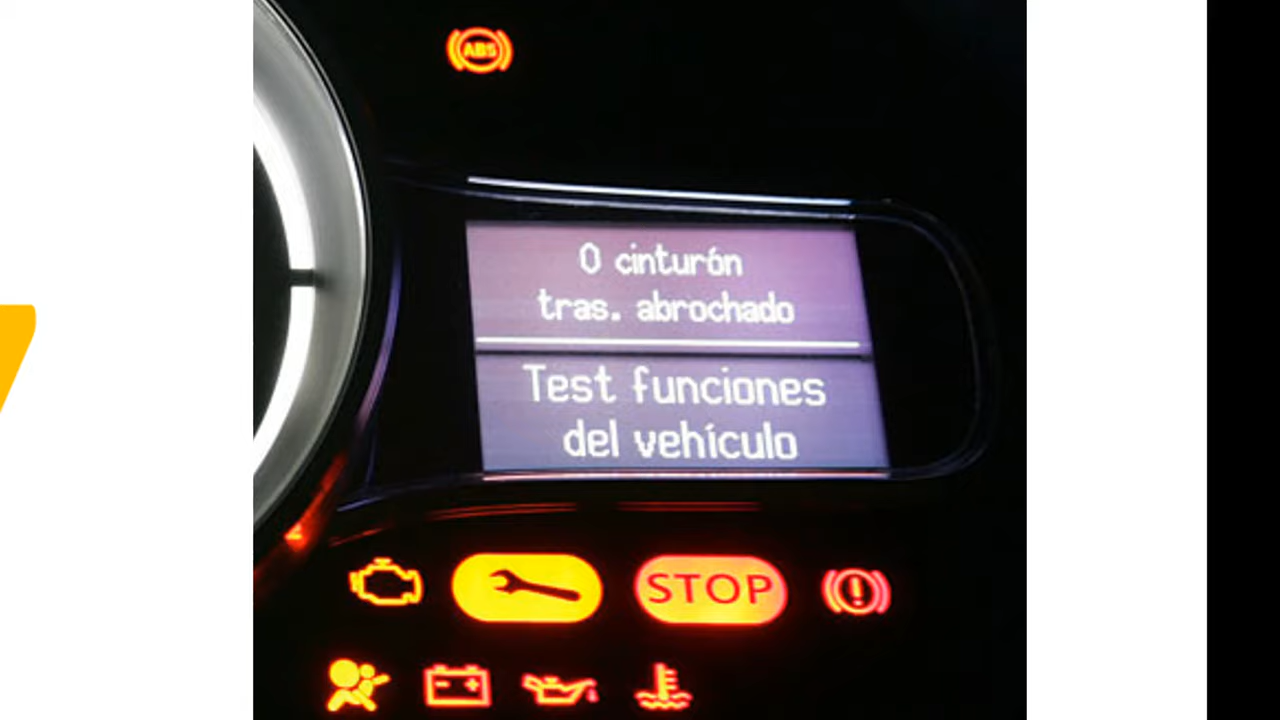 ABS
0 cinturón
tras. abrochado
Test funciones
del vehículo
STOP